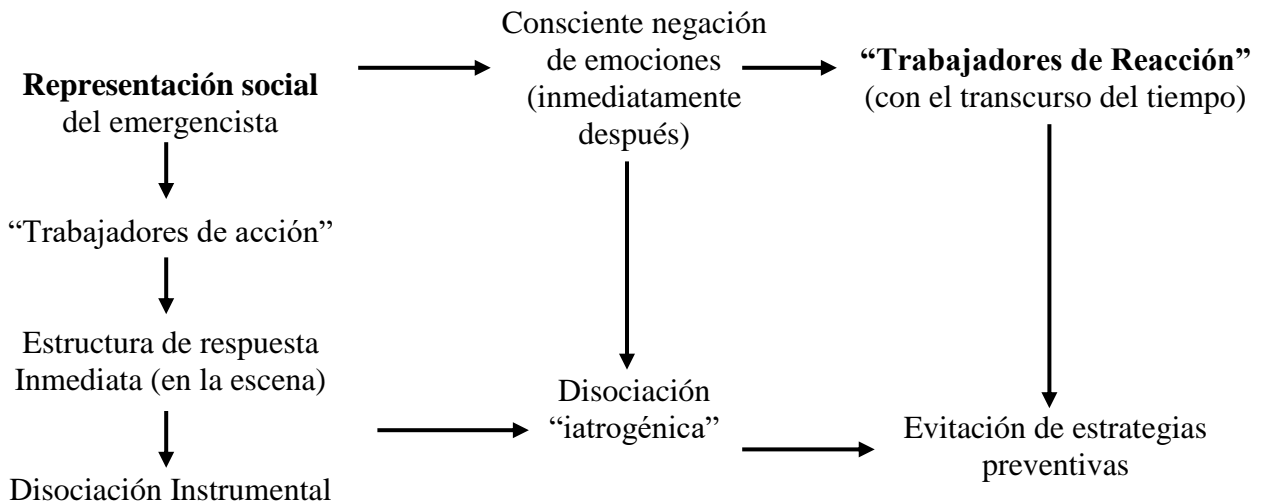 Representación social
del emergencista
“Trabajadores de acción”
Estructura de respuesta
Inmediata (en la escena)
Disociación Instrumental
Consciente negación
de emociones
(inmediatamente
después)
Disociación
“iatrogénica”
“Trabajadores de Reacción”
(con el transcurso del tiempo)
Evitación de estrategias
preventivas